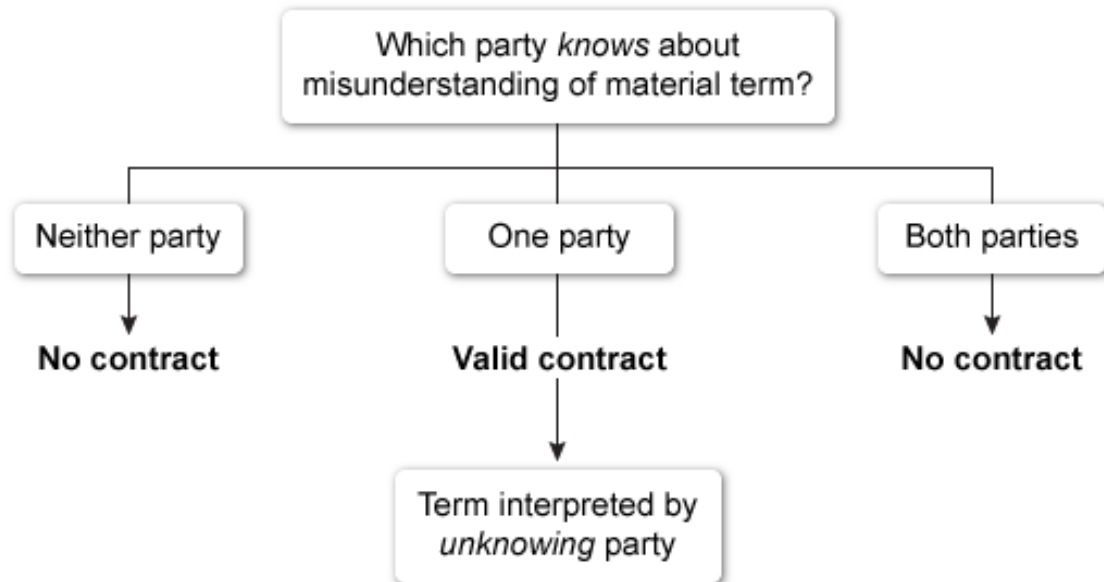 Which party knows about
misunderstanding of material term?
Neither party
One party
Both parties
No contract
Valid contract
No contract
Term interpreted by
unknowing party